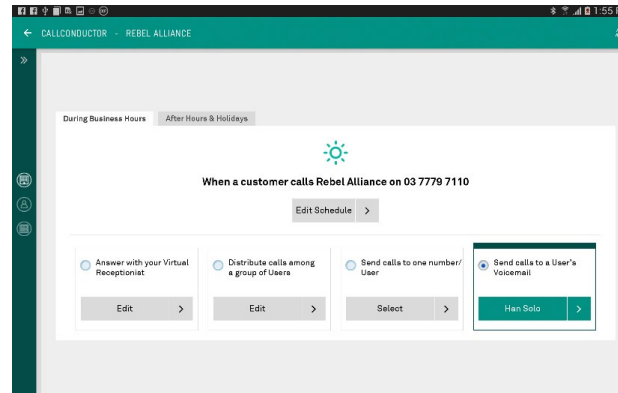 1:55
CALLCONDUCTOR - REBEL ALLIANCE
During Business Hours
After Hours & Holidays
When a customer calls Rebel Alliance on 03 7779 7110
Edit Schedule
Answer with your Virtual
Receptionist
Edit
Distribute calls among
a group of Users
Edit
Send calls to one number/
User
Select
Send calls to a User's
Voicemail
Han Solo